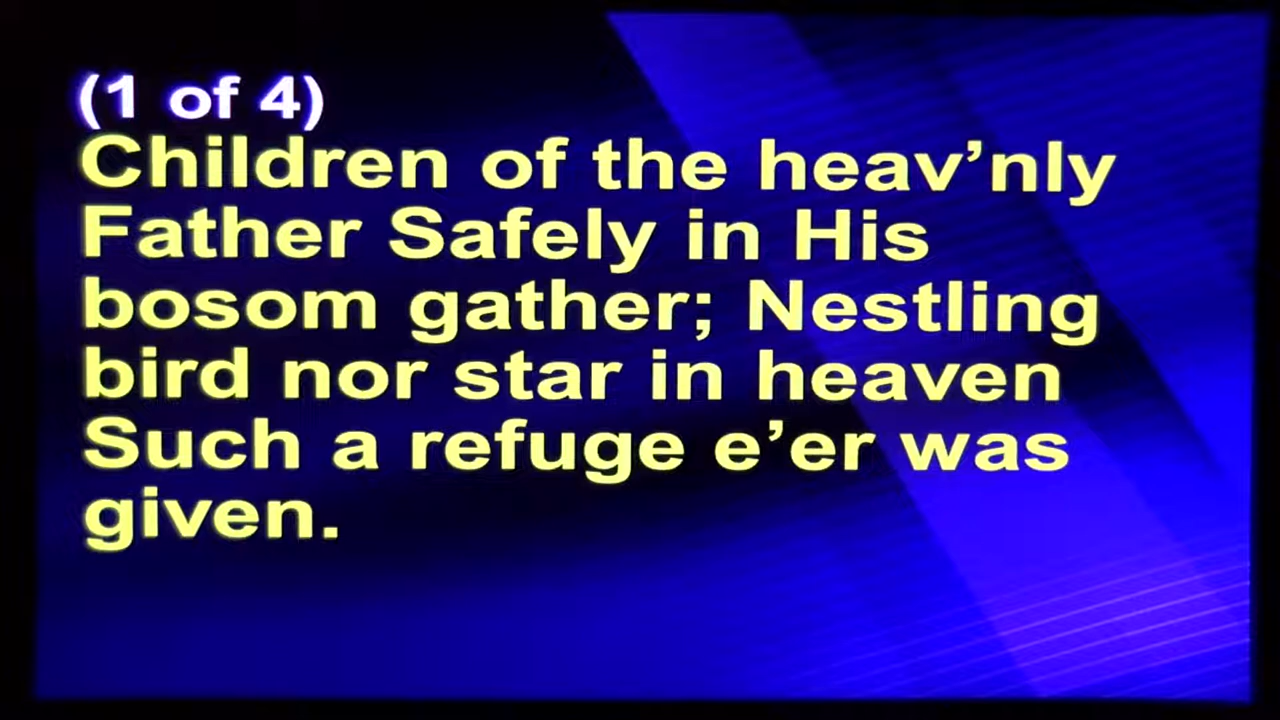 (1 of 4)
Children of the heav’nly
Father Safely in His
bosom gather; Nestling
bird nor star in heaven
Such a refuge e’er was
given.